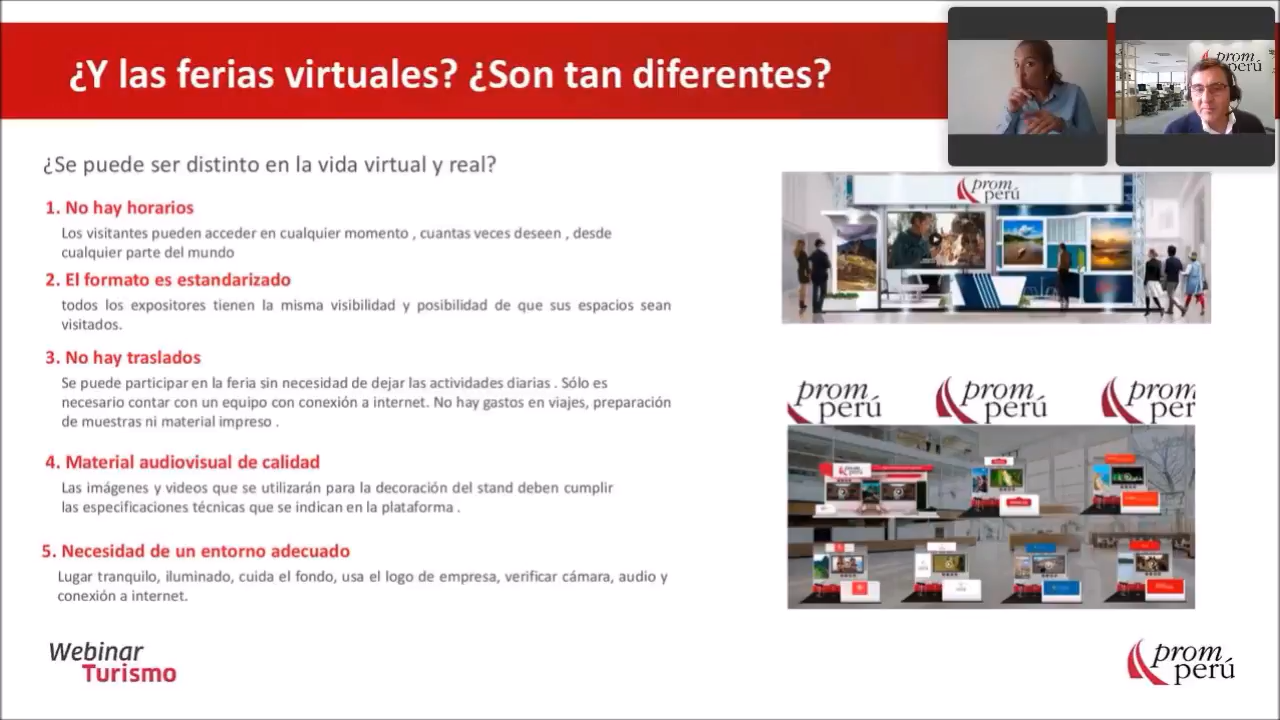 ¿Y las ferias virtuales? ¿Son tan diferentes?
prom
perú
¿Se puede ser distinto en la vida virtual y real?
1. No hay horarios
Los visitantes pueden acceder en cualquier momento , cuantas veces deseen , desde
cualquier parte del mundo
2. El formato es estandarizado
todos los expositores tienen la misma visibilidad y posibilidad de que sus espacios sean
visitados.
3. No hay traslados
Se puede participar en la feria sin necesidad de dejar las actividades diarias . Sólo es
necesario contar con un equipo con conexión a internet. No hay gastos en viajes, preparación
de muestras ni material impreso .
4. Material audiovisual de calidad
Las imágenes y videos que se utilizarán para la decoración del stand deben cumplir
las especificaciones técnicas que se indican en la plataforma .
5. Necesidad de un entorno adecuado
Lugar tranquilo, iluminado, cuida el fondo, usa el logo de empresa, verificar cámara, audio y
conexión a internet.
prom
perú
prom
perú
prom
perú
prom
per
Webinar
Turismo
prom
perú